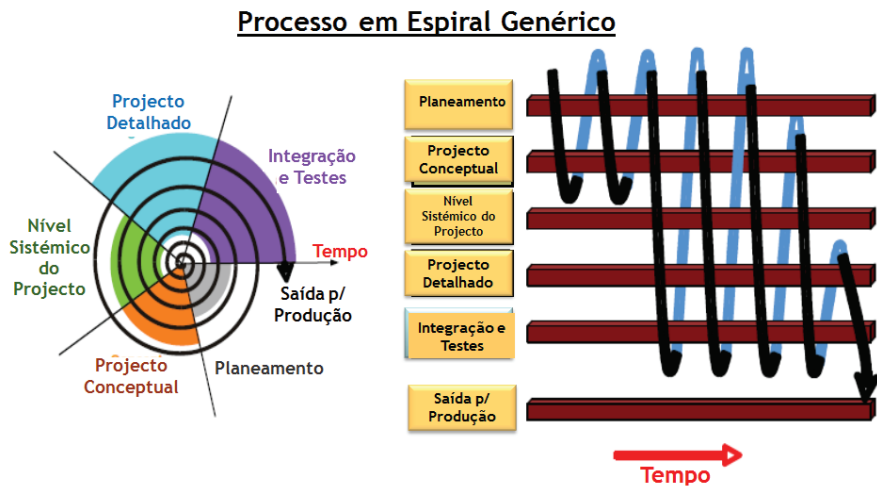 Processo em Espiral Genérico
Projecto
Detalhado
Integração
e Testes
Nível
Sistémico
do
Projecto
Tempo
Saída p/
Produção
Projecto
Conceptual
Planeamento
Planeamento
Projecto
Conceptual
Nível
Sistémico do
Projecto
Projecto
Detalhado
Integração e
Testes
Saída p/
Produção
Tempo